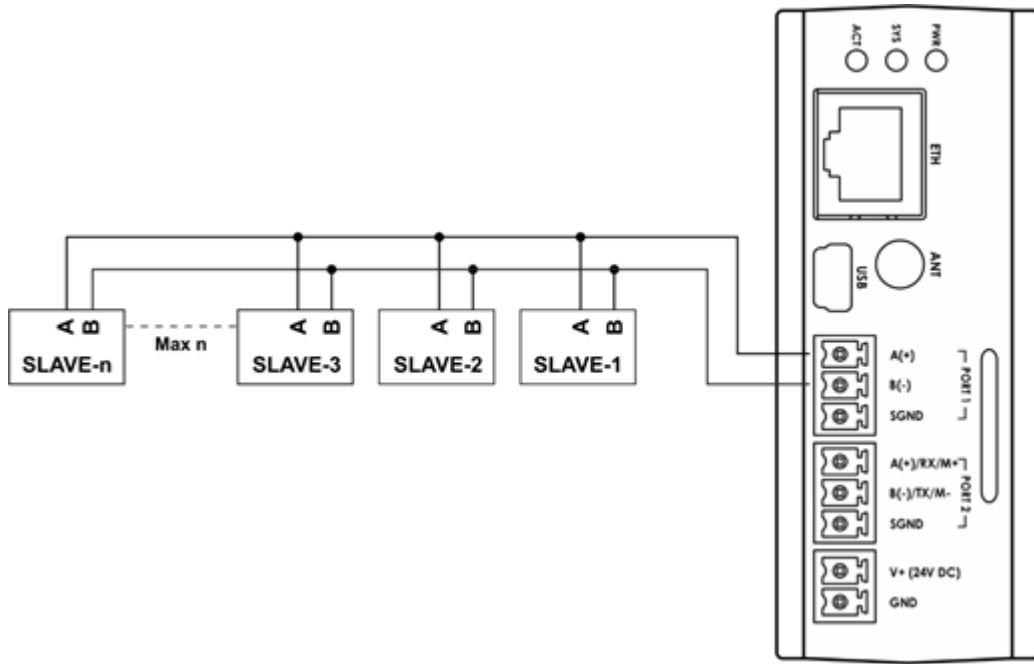 ACT SYS PWR
ETH
ANT
USB
A B A B A B A B
Max n
SLAVE-n SLAVE-3 SLAVE-2 SLAVE-1
A(+)
B(-)
SGND
PORT 1
A(+)/RX/M+
B(-)/TX/M-
SGND
PORT 2
V+ (24V DC)
GND